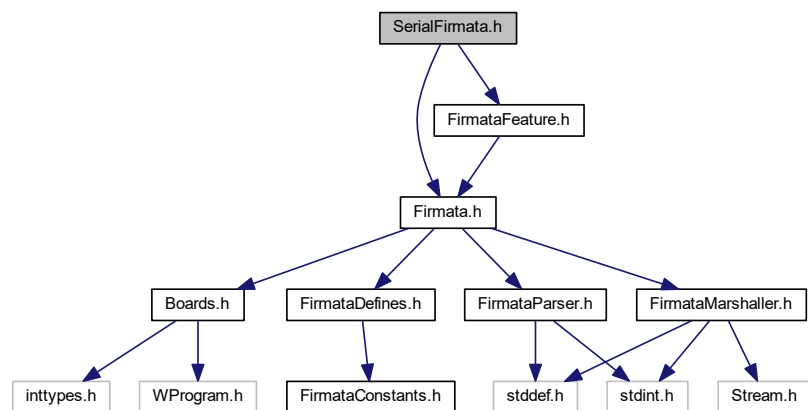 SerialFirmata.h
FirmataFeature.h
Firmata.h
Boards.h
FirmataDefines.h
FirmataParser.h
FirmataMarshaller.h
inttypes.h
WProgram.h
FirmataConstants.h
stddef.h
stdint.h
Stream.h